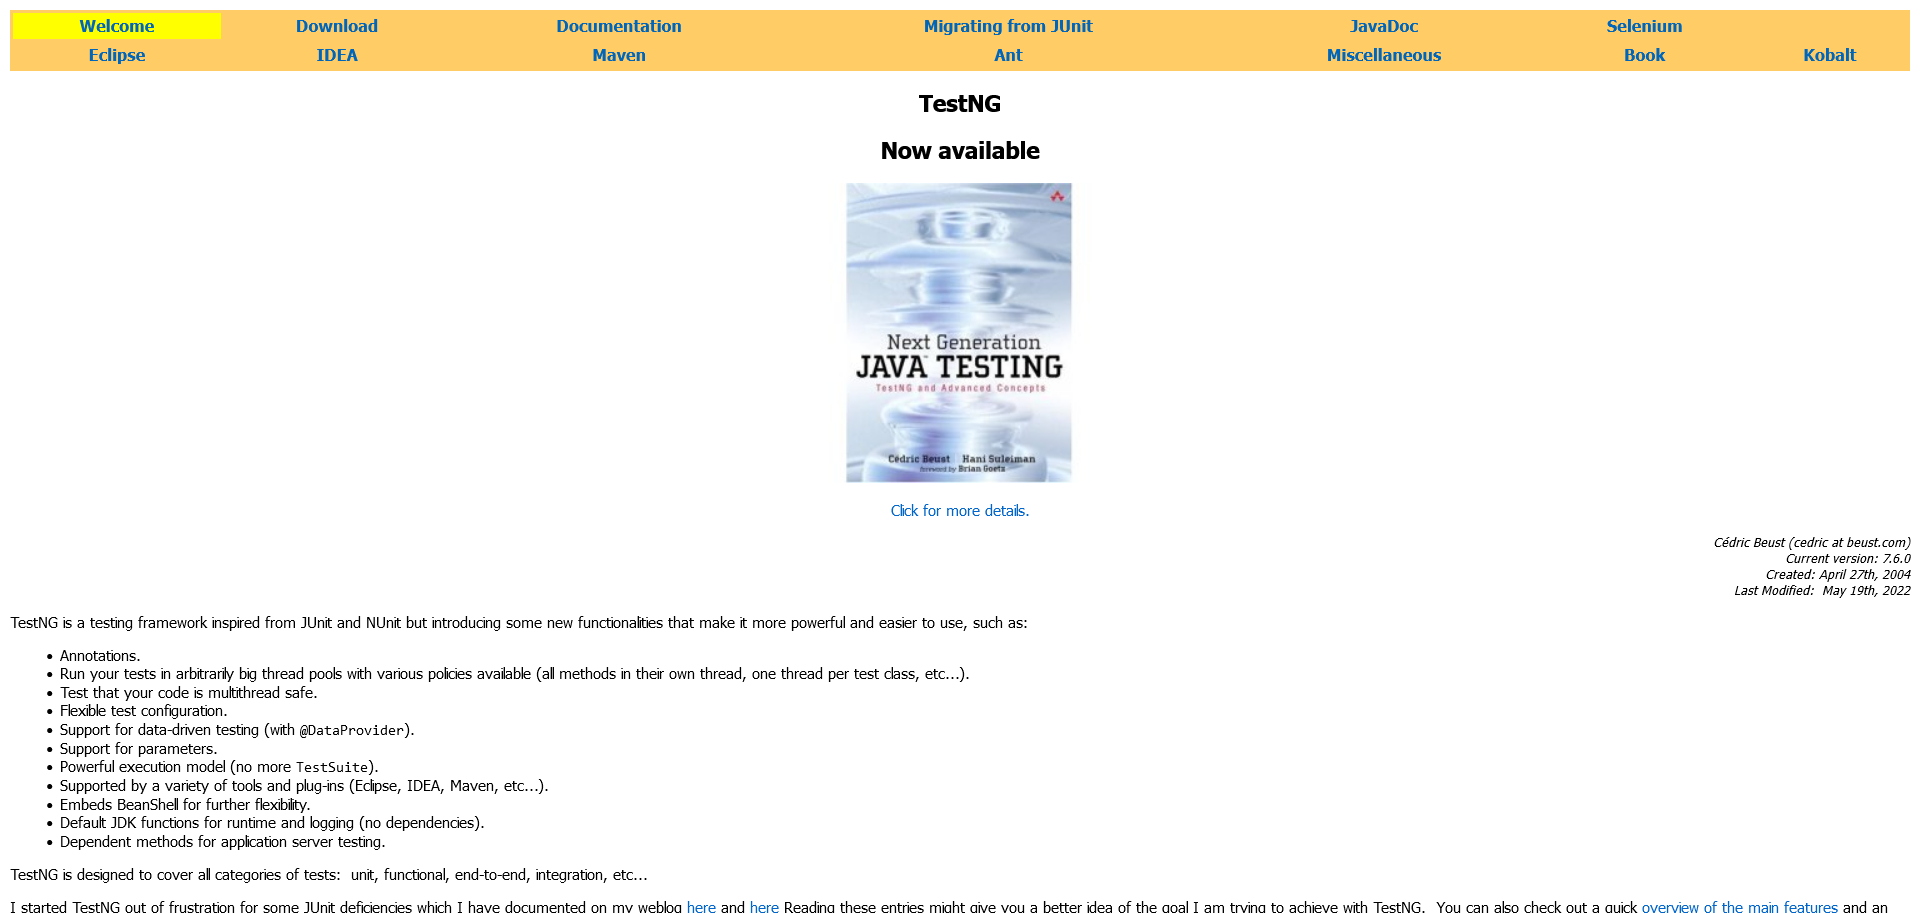 Welcome Download Documentation Migrating from JUnit JavaDoc Selenium
Eclipse IDEA Maven Ant Miscellaneous Book Kobalt
TestNG
Now available
Next Generation
JAVA™ TESTING
TestNG and Advanced Concepts
Cédric Beust Hani Suleiman
foreword by Brian Goetz
Click for more details.
Cédric Beust (cedric at beust.com)
Current version: 7.6.0
Created: April 27th, 2004
Last Modified:  May 19th, 2022
TestNG is a testing framework inspired from JUnit and NUnit but introducing some new functionalities that make it more powerful and easier to use, such as:
• Annotations.
• Run your tests in arbitrarily big thread pools with various policies available (all methods in their own thread, one thread per test class, etc...).
• Test that your code is multithread safe.
• Flexible test configuration.
• Support for data-driven testing (with @DataProvider).
• Support for parameters.
• Powerful execution model (no more TestSuite).
• Supported by a variety of tools and plug-ins (Eclipse, IDEA, Maven, etc...).
• Embeds BeanShell for further flexibility.
• Default JDK functions for runtime and logging (no dependencies).
• Dependent methods for application server testing.
TestNG is designed to cover all categories of tests:  unit, functional, end-to-end, integration, etc...
I started TestNG out of frustration for some JUnit deficiencies which I have documented on my weblog here and here Reading these entries might give you a better idea of the goal I am trying to achieve with TestNG.  You can also check out a quick overview of the main features and an